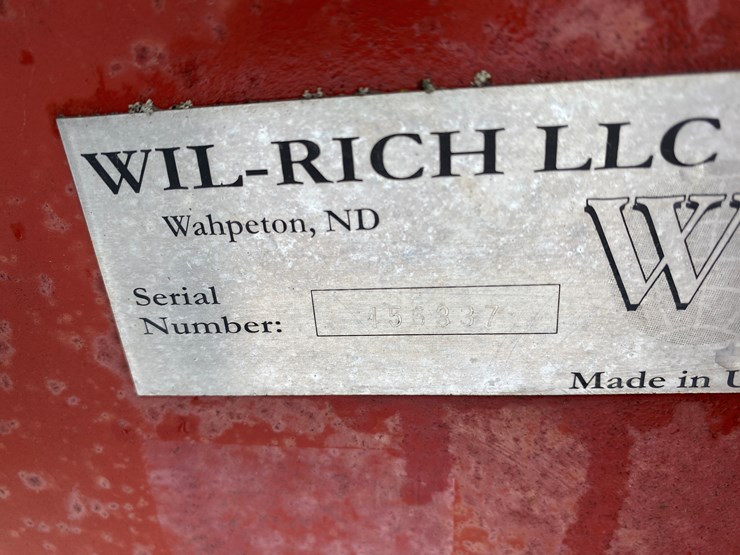 WIL-RICH LLC
Wahpeton, ND
W
Serial
Number:
Made in